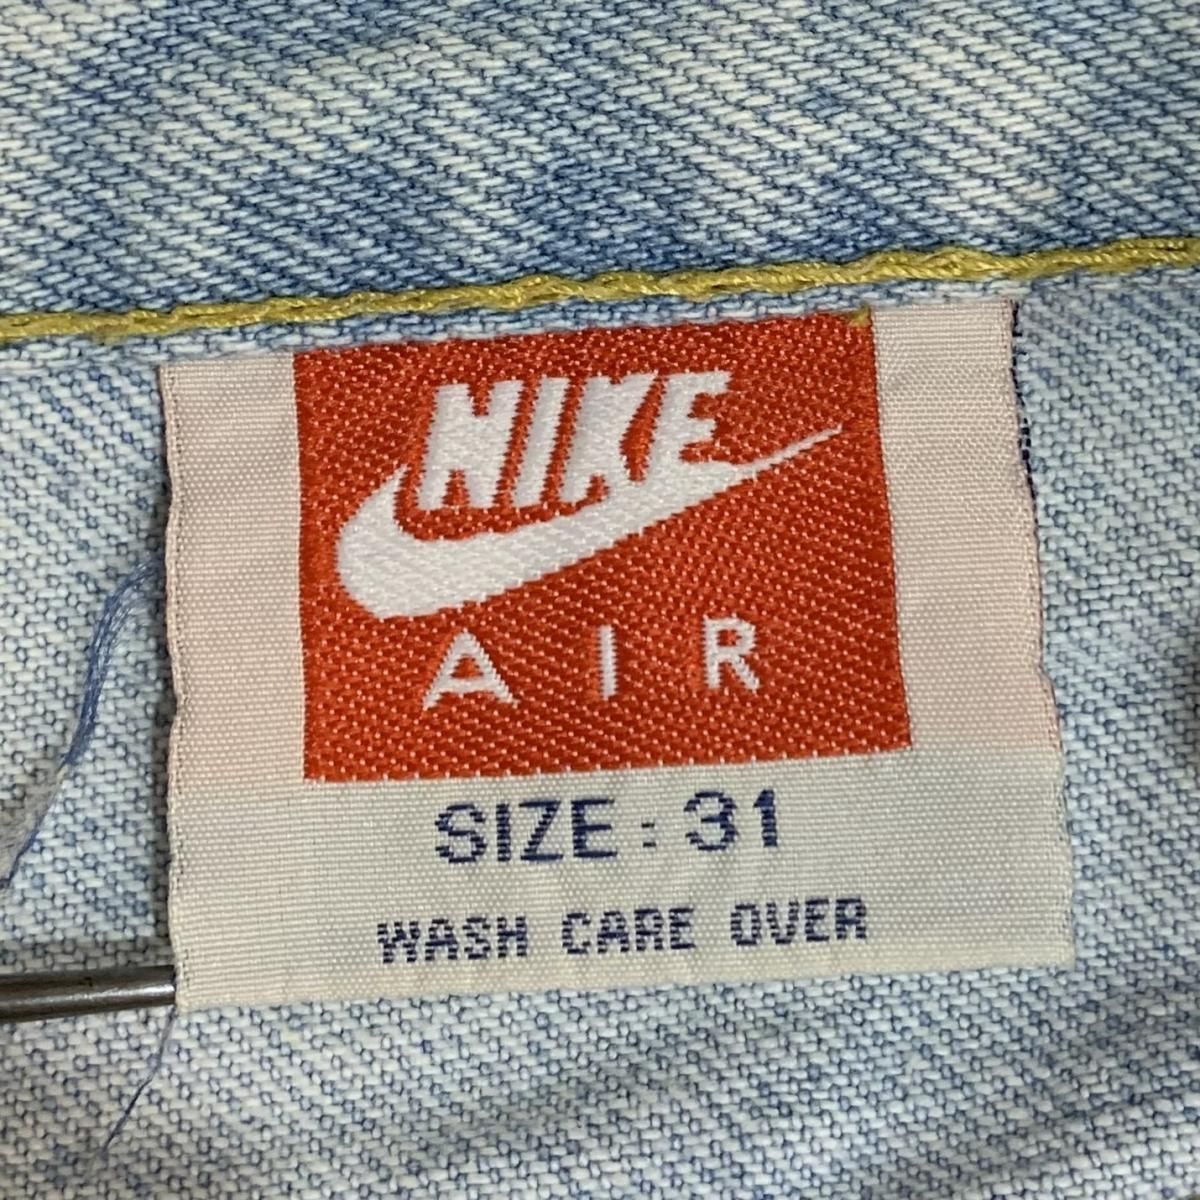 NIKE
AIR
SIZE: 31
WASH CARE OVER